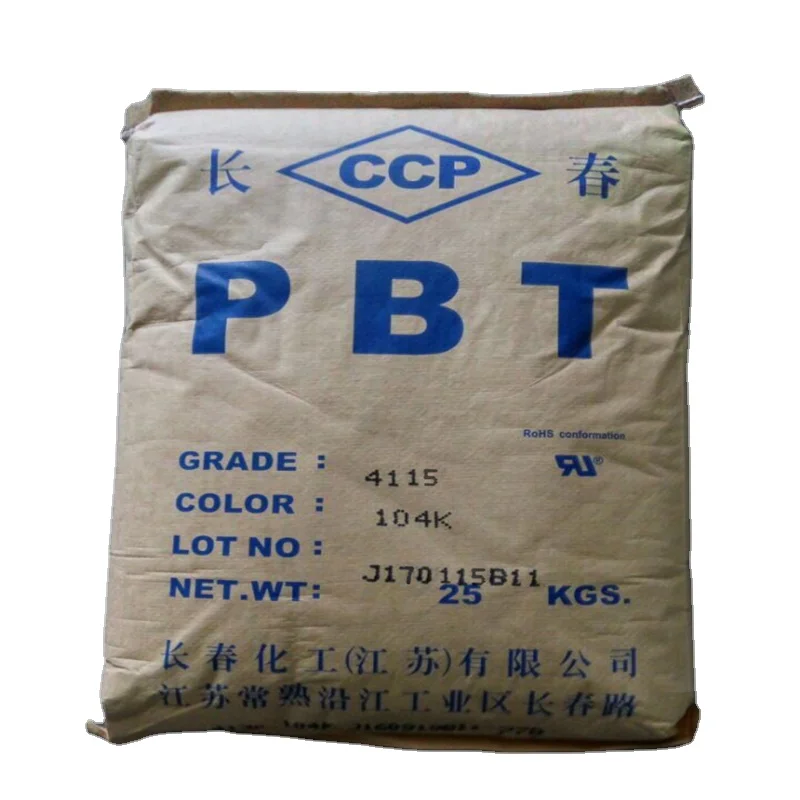 长 CCP 春
PBT
RoHS conformation
GRADE : 4115
RU®
COLOR : 104K
LOT NO : J170115B11
NET.WT: 25 KGS.
长春化工(江苏)有限公司
江苏常熟沿江工业区长春路
104K